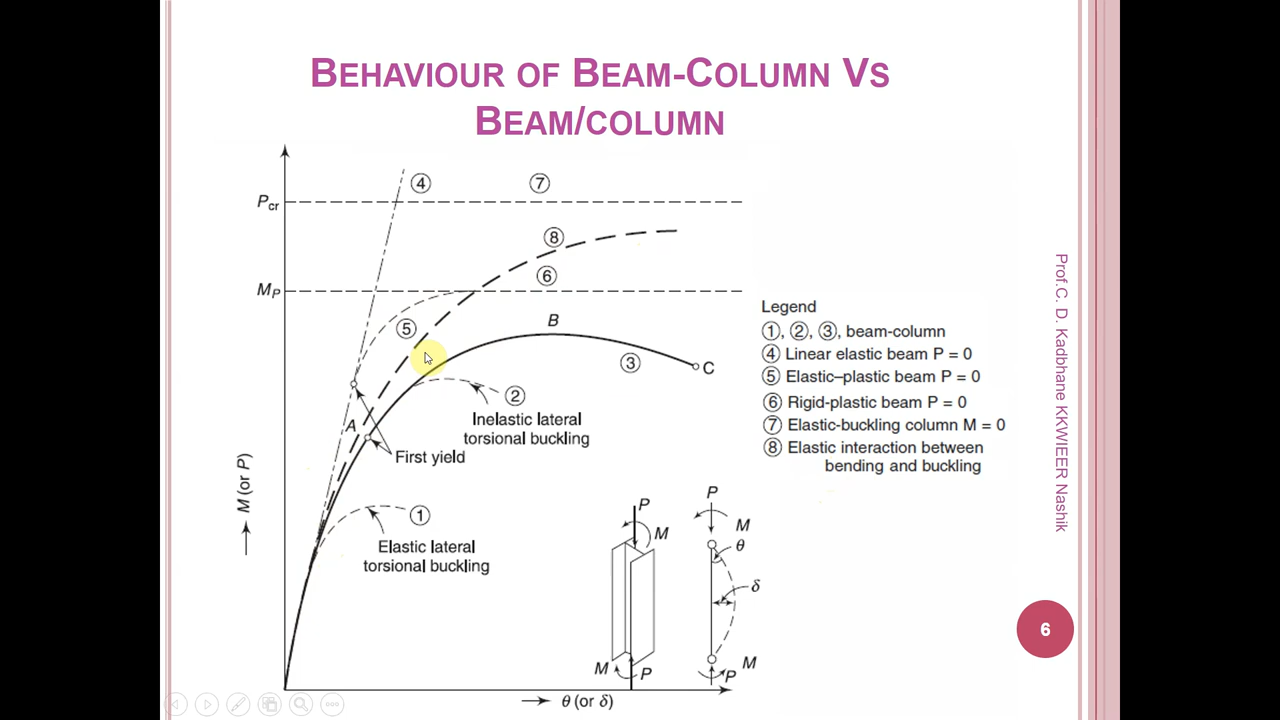 BEHAVIOUR OF BEAM-COLUMN VS
BEAM/COLUMN
Pcr
④
⑦
⑧
⑥
MP
⑤
B
③
C
②
Inelastic lateral
torsional buckling
A
First yield
①
Elastic lateral
torsional buckling
M (or P)
θ (or δ)
P
M
M
P
P
M
θ
δ
M
P
Legend
①, ②, ③, beam-column
④ Linear elastic beam P = 0
⑤ Elastic–plastic beam P = 0
⑥ Rigid-plastic beam P = 0
⑦ Elastic-buckling column M = 0
⑧ Elastic interaction between
bending and buckling
Prof.C. D. Kadbhane KKWIEER Nashik
6